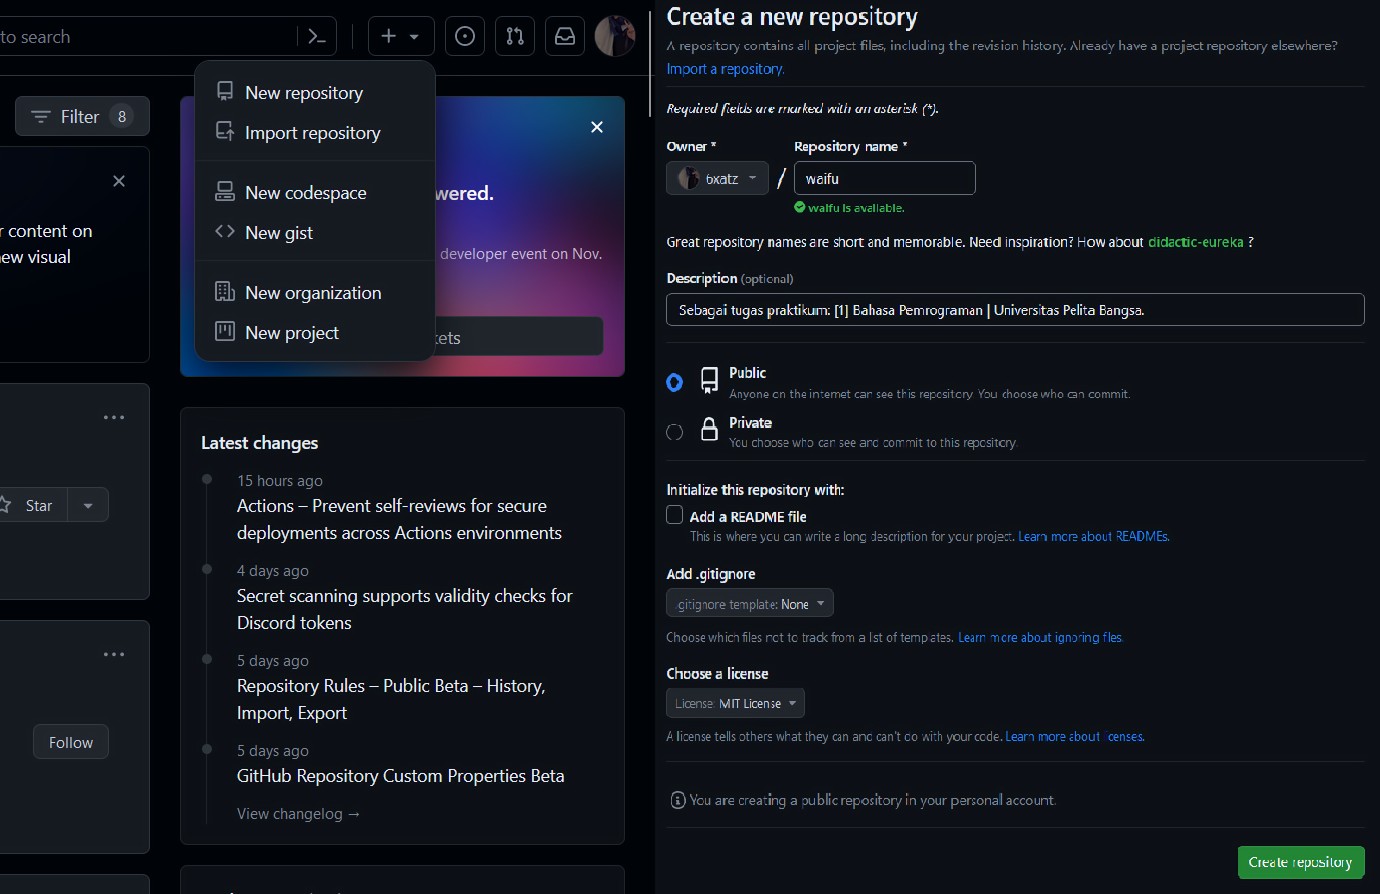 to search
Filter 8
r content on
ew visual
Star
Follow
New repository
Import repository
New codespace
New gist
New organization
New project
wered.
developer event on Nov.
kets
Latest changes
15 hours ago
Actions – Prevent self-reviews for secure
deployments across Actions environments
4 days ago
Secret scanning supports validity checks for
Discord tokens
5 days ago
Repository Rules – Public Beta – History,
Import, Export
5 days ago
GitHub Repository Custom Properties Beta
View changelog →
Create a new repository
A repository contains all project files, including the revision history. Already have a project repository elsewhere?
Import a repository.
Required fields are marked with an asterisk (*).
Owner * Repository name *
6xatz / waifu
waifu is available.
Great repository names are short and memorable. Need inspiration? How about didactic-eureka ?
Description (optional)
Sebagai tugas praktikum: [1] Bahasa Pemrograman | Universitas Pelita Bangsa.
Public
Anyone on the internet can see this repository. You choose who can commit.
Private
You choose who can see and commit to this repository.
Initialize this repository with:
Add a README file
This is where you can write a long description for your project. Learn more about READMEs.
Add .gitignore
.gitignore template: None
Choose which files not to track from a list of templates. Learn more about ignoring files.
Choose a license
License: MIT License
A license tells others what they can and can't do with your code. Learn more about licenses.
You are creating a public repository in your personal account.
Create repository